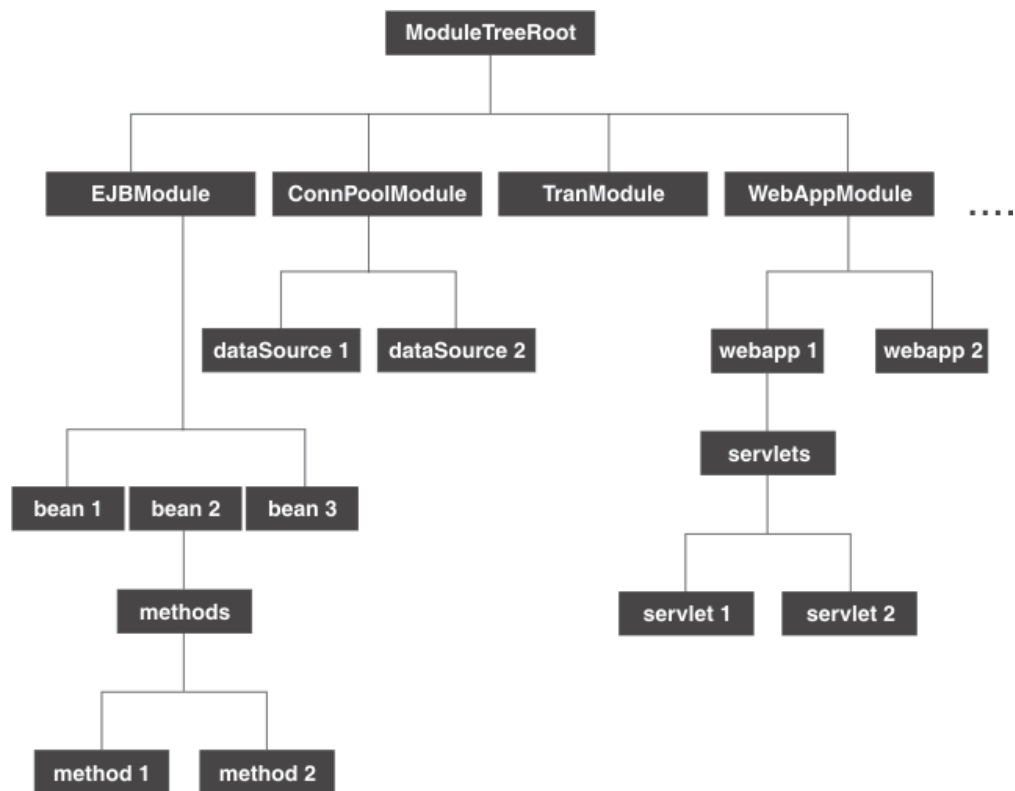 ModuleTreeRoot
EJBModule
ConnPoolModule
TranModule
WebAppModule
....
dataSource 1
dataSource 2
webapp 1
webapp 2
servlets
bean 1
bean 2
bean 3
methods
servlet 1
servlet 2
method 1
method 2